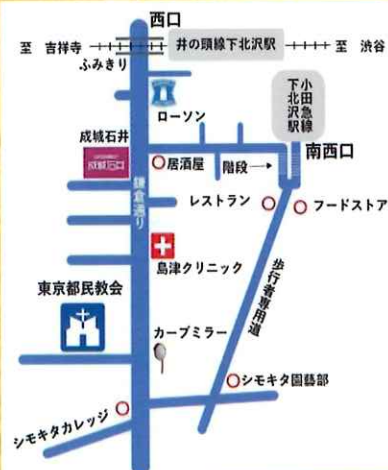 西口
至 吉祥寺
井の頭線下北沢駅
至 渋谷
ふみきり
ローソン
小田急線
下北沢駅
成城石井
成城石井
居酒屋
階段→
南西口
鎌倉通り
レストラン
フードストア
島津クリニック
歩行者専用道
東京都民教会
カーブミラー
シモキタ園藝部
シモキタカレッジ